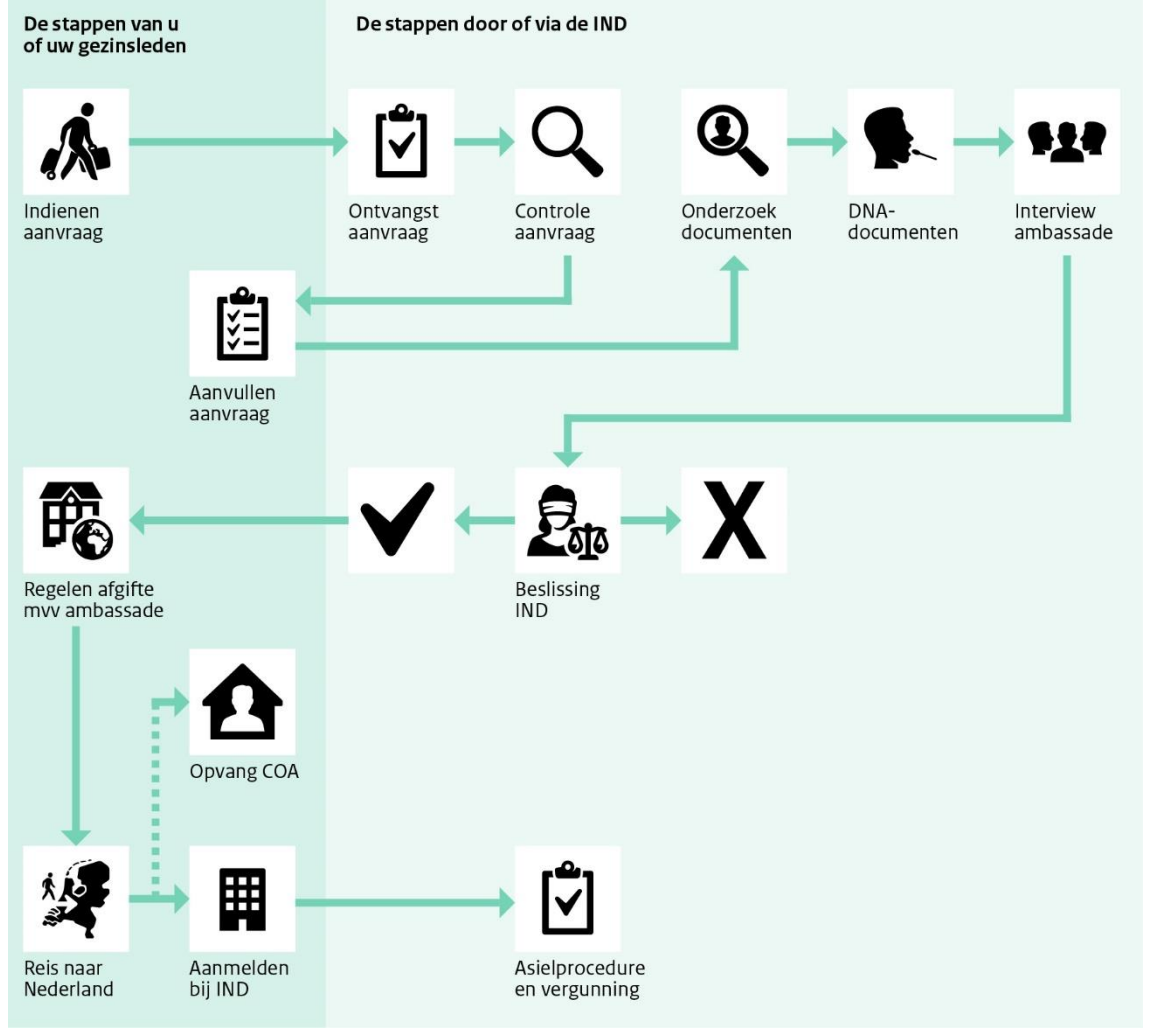 De stappen van u
of uw gezinsleden
De stappen door of via de IND
Indienen
aanvraag
Ontvangst
aanvraag
Controle
aanvraag
Onderzoek
documenten
DNA-
documenten
Interview
ambassade
Aanvullen
aanvraag
Regelen afgifte
mvv ambassade
Beslissing
IND
Opvang COA
Reis naar
Nederland
Aanmelden
bij IND
Asielprocedure
en vergunning